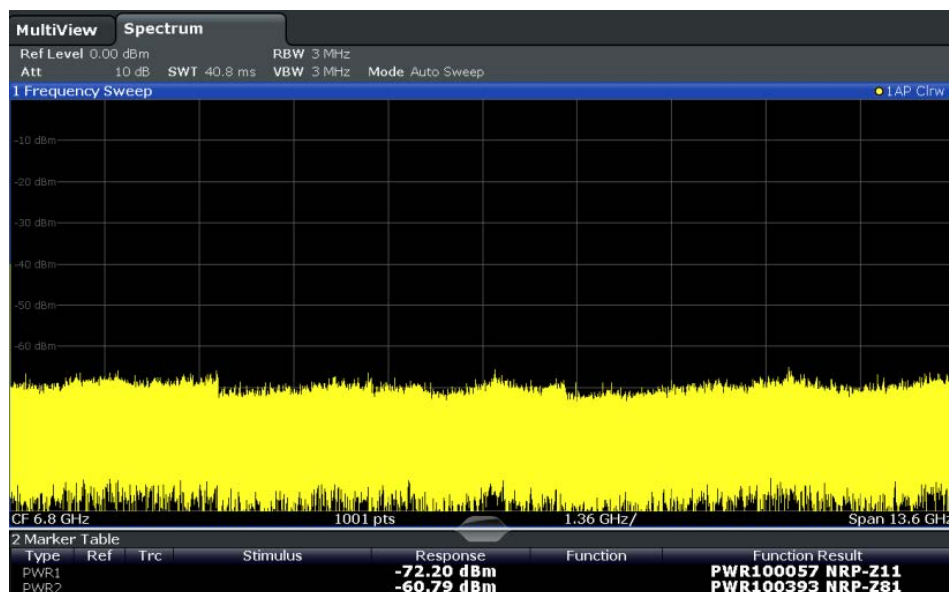 MultiView Spectrum
Ref Level 0.00 dBm RBW 3 MHz
Att 10 dB SWT 40.8 ms VBW 3 MHz Mode Auto Sweep
1 Frequency Sweep 1AP Clrw
-10 dBm
-20 dBm
-30 dBm
-40 dBm
-50 dBm
-60 dBm
CF 6.8 GHz 1001 pts 1.36 GHz/ Span 13.6 GHz
2 Marker Table
Type Ref Trc Stimulus Response Function Function Result
PWR1 -72.20 dBm PWR100057 NRP-Z11
PWR2 -60.79 dBm PWR100393 NRP-Z81